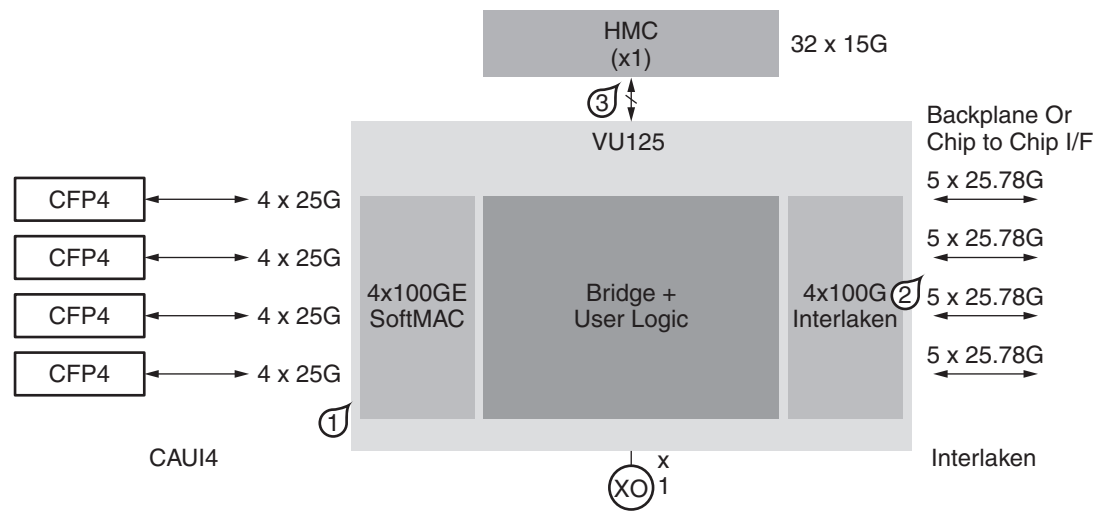 HMC
(x1)
32 x 15G
3
VU125
Backplane Or
Chip to Chip I/F
CFP4
4 x 25G
5 x 25.78G
CFP4
4 x 25G
5 x 25.78G
4x100GE
SoftMAC
Bridge +
User Logic
4x100G
Interlaken
2
CFP4
4 x 25G
5 x 25.78G
CFP4
4 x 25G
5 x 25.78G
1
CAUI4
Interlaken
XO
x
1